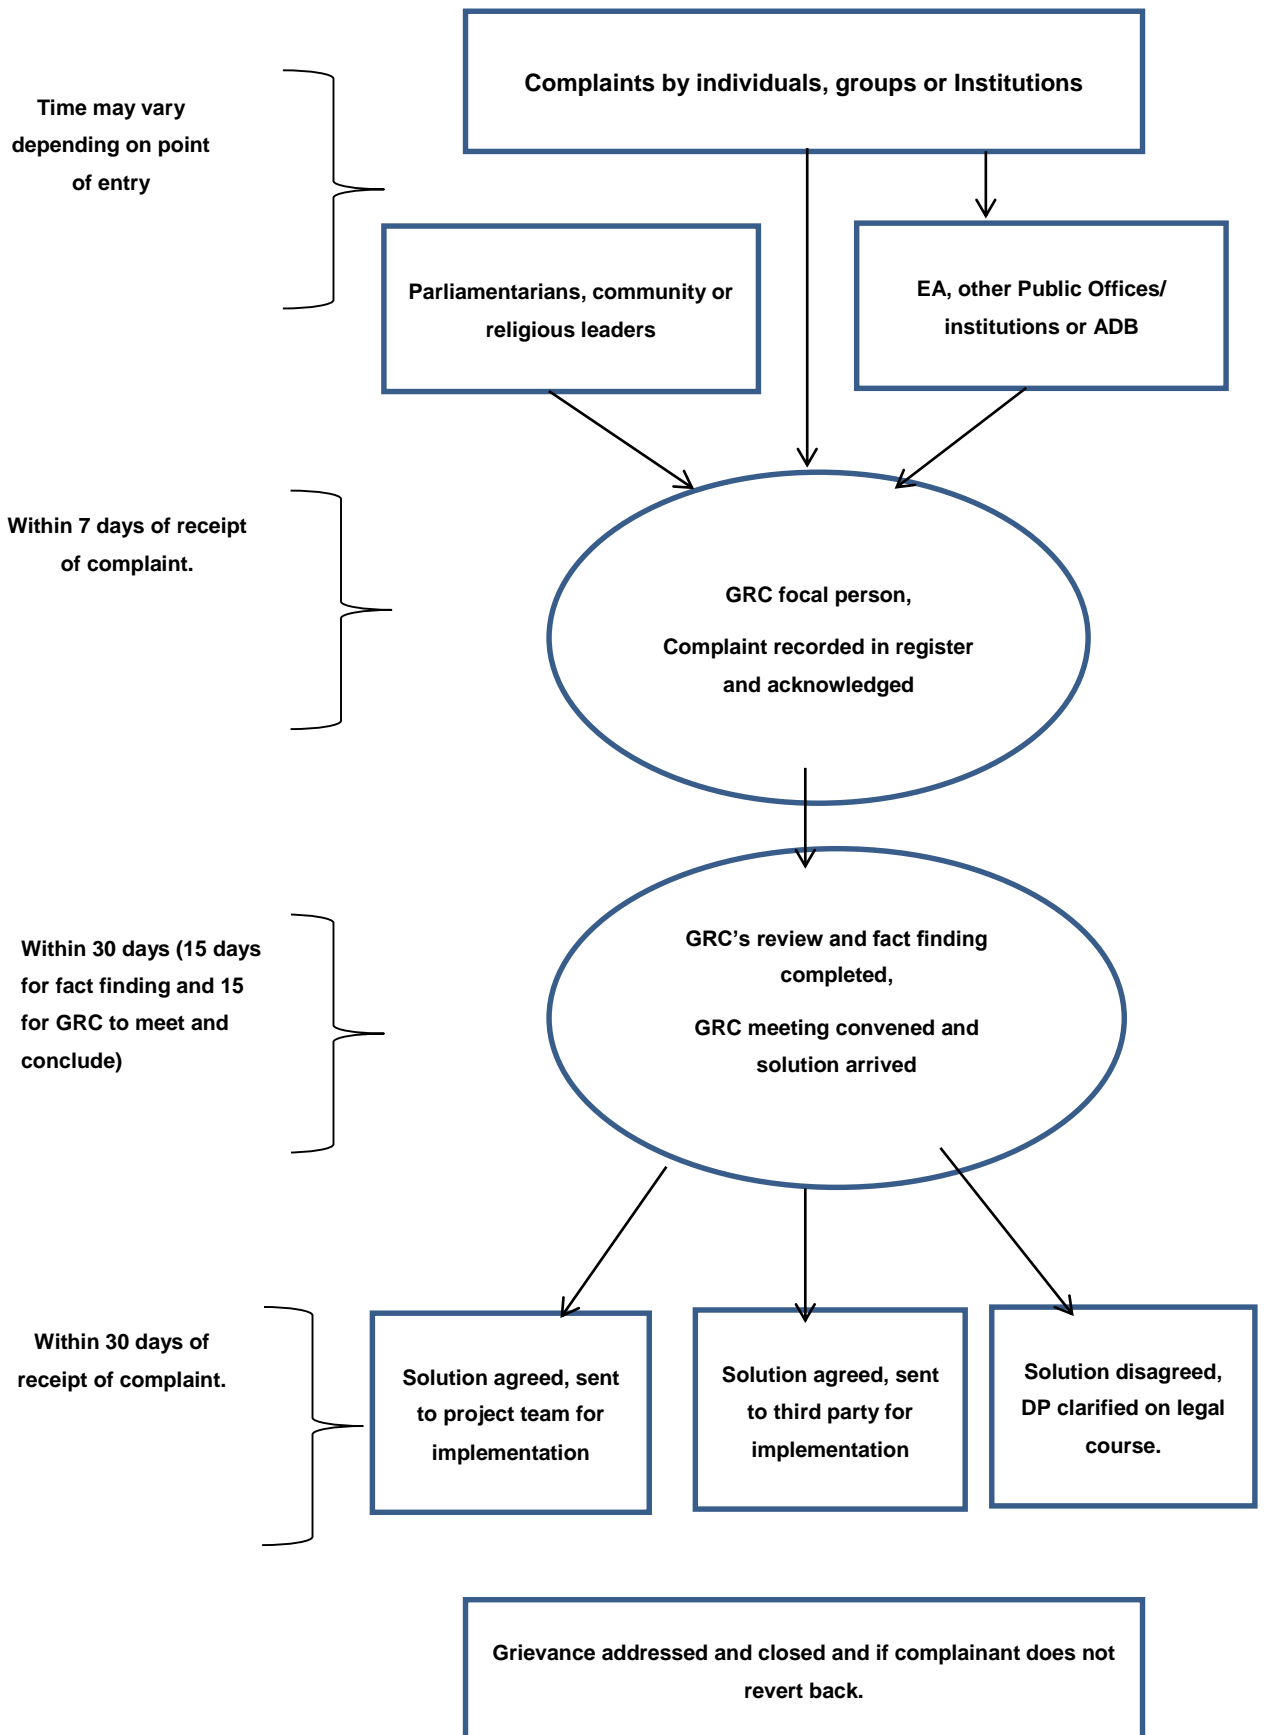 Complaints by individuals, groups or Institutions
Time may vary
depending on point
of entry
Parliamentarians, community or
religious leaders
EA, other Public Offices/
institutions or ADB
Within 7 days of receipt
of complaint.
GRC focal person,
Complaint recorded in register
and acknowledged
Within 30 days (15 days
for fact finding and 15
for GRC to meet and
conclude)
GRC’s review and fact finding
completed,
GRC meeting convened and
solution arrived
Within 30 days of
receipt of complaint.
Solution agreed, sent
to project team for
implementation
Solution agreed, sent
to third party for
implementation
Solution disagreed,
DP clarified on legal
course.
Grievance addressed and closed and if complainant does not
revert back.